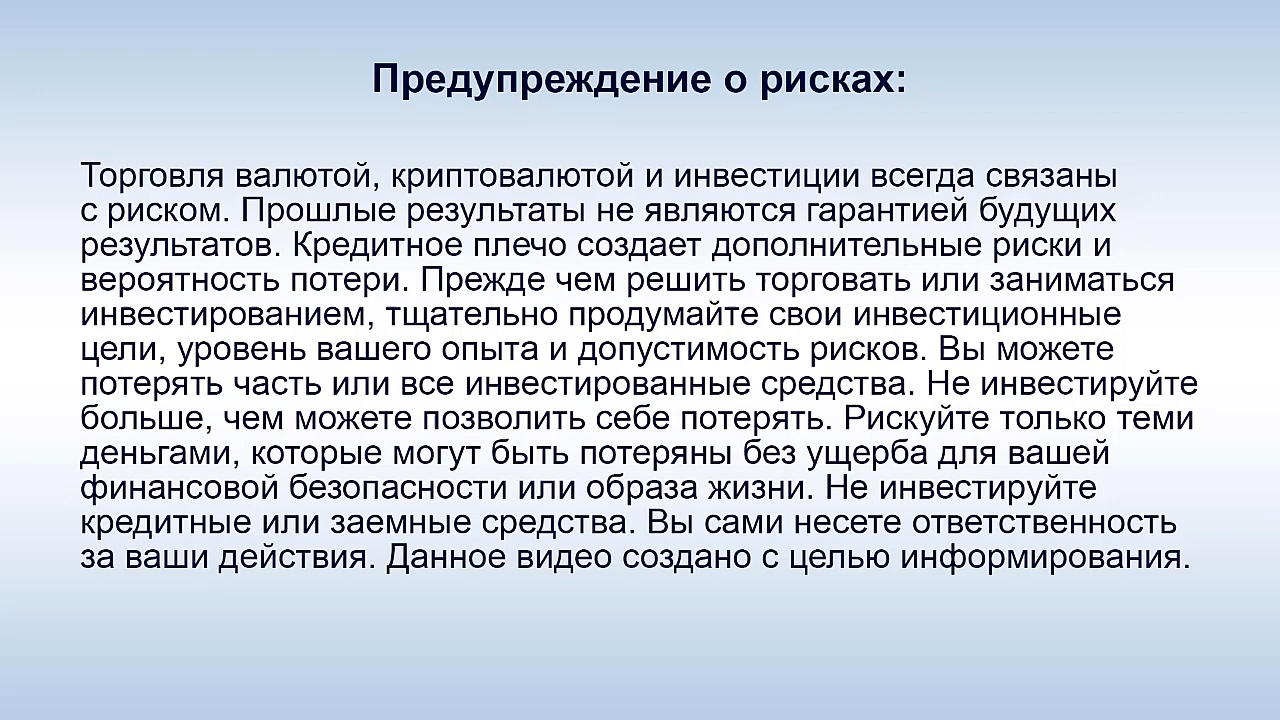 Предупреждение о рисках:
Торговля валютой, криптовалютой и инвестиции всегда связаны
с риском. Прошлые результаты не являются гарантией будущих
результатов. Кредитное плечо создает дополнительные риски и
вероятность потери. Прежде чем решить торговать или заниматься
инвестированием, тщательно продумайте свои инвестиционные
цели, уровень вашего опыта и допустимость рисков. Вы можете
потерять часть или все инвестированные средства. Не инвестируйте
больше, чем можете позволить себе потерять. Рискуйте только теми
деньгами, которые могут быть потеряны без ущерба для вашей
финансовой безопасности или образа жизни. Не инвестируйте
кредитные или заемные средства. Вы сами несете ответственность
за ваши действия. Данное видео создано с целью информирования.